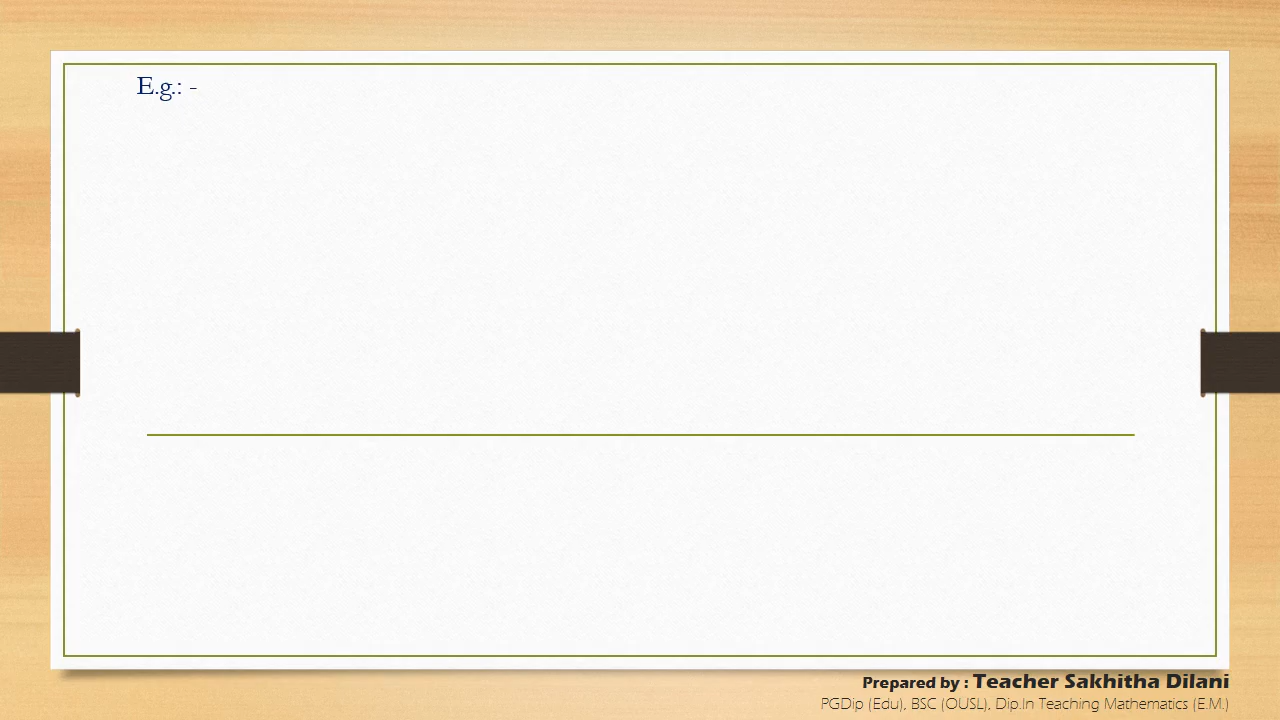 E.g.: -
Prepared by : Teacher Sakhitha Dilani
PGDip (Edu), BSC (OUSL), Dip.In Teaching Mathematics (E.M.)